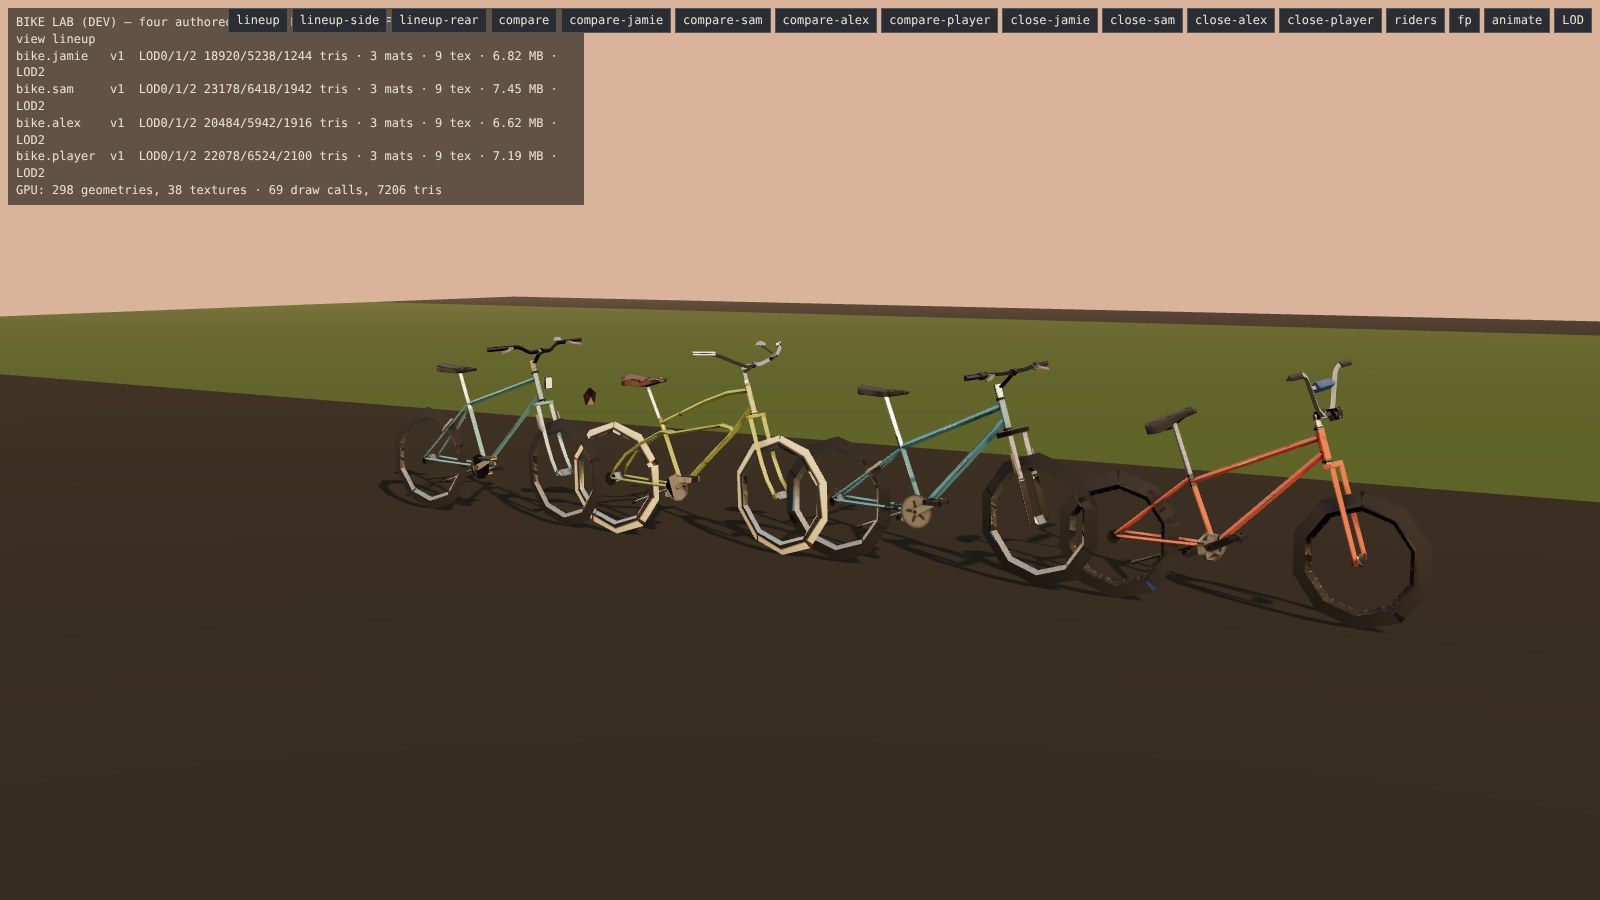 BIKE LAB (DEV) — four authored
lineup lineup-side lineup-rear compare compare-jamie compare-sam compare-alex compare-player close-jamie close-sam close-alex close-player riders fp animate LOD
view lineup
bike.jamie v1 LOD0/1/2 18920/5238/1244 tris · 3 mats · 9 tex · 6.82 MB ·
LOD2
bike.sam v1 LOD0/1/2 23178/6418/1942 tris · 3 mats · 9 tex · 7.45 MB ·
LOD2
bike.alex v1 LOD0/1/2 20484/5942/1916 tris · 3 mats · 9 tex · 6.62 MB ·
LOD2
bike.player v1 LOD0/1/2 22078/6524/2100 tris · 3 mats · 9 tex · 7.19 MB ·
LOD2
GPU: 298 geometries, 38 textures · 69 draw calls, 7206 tris